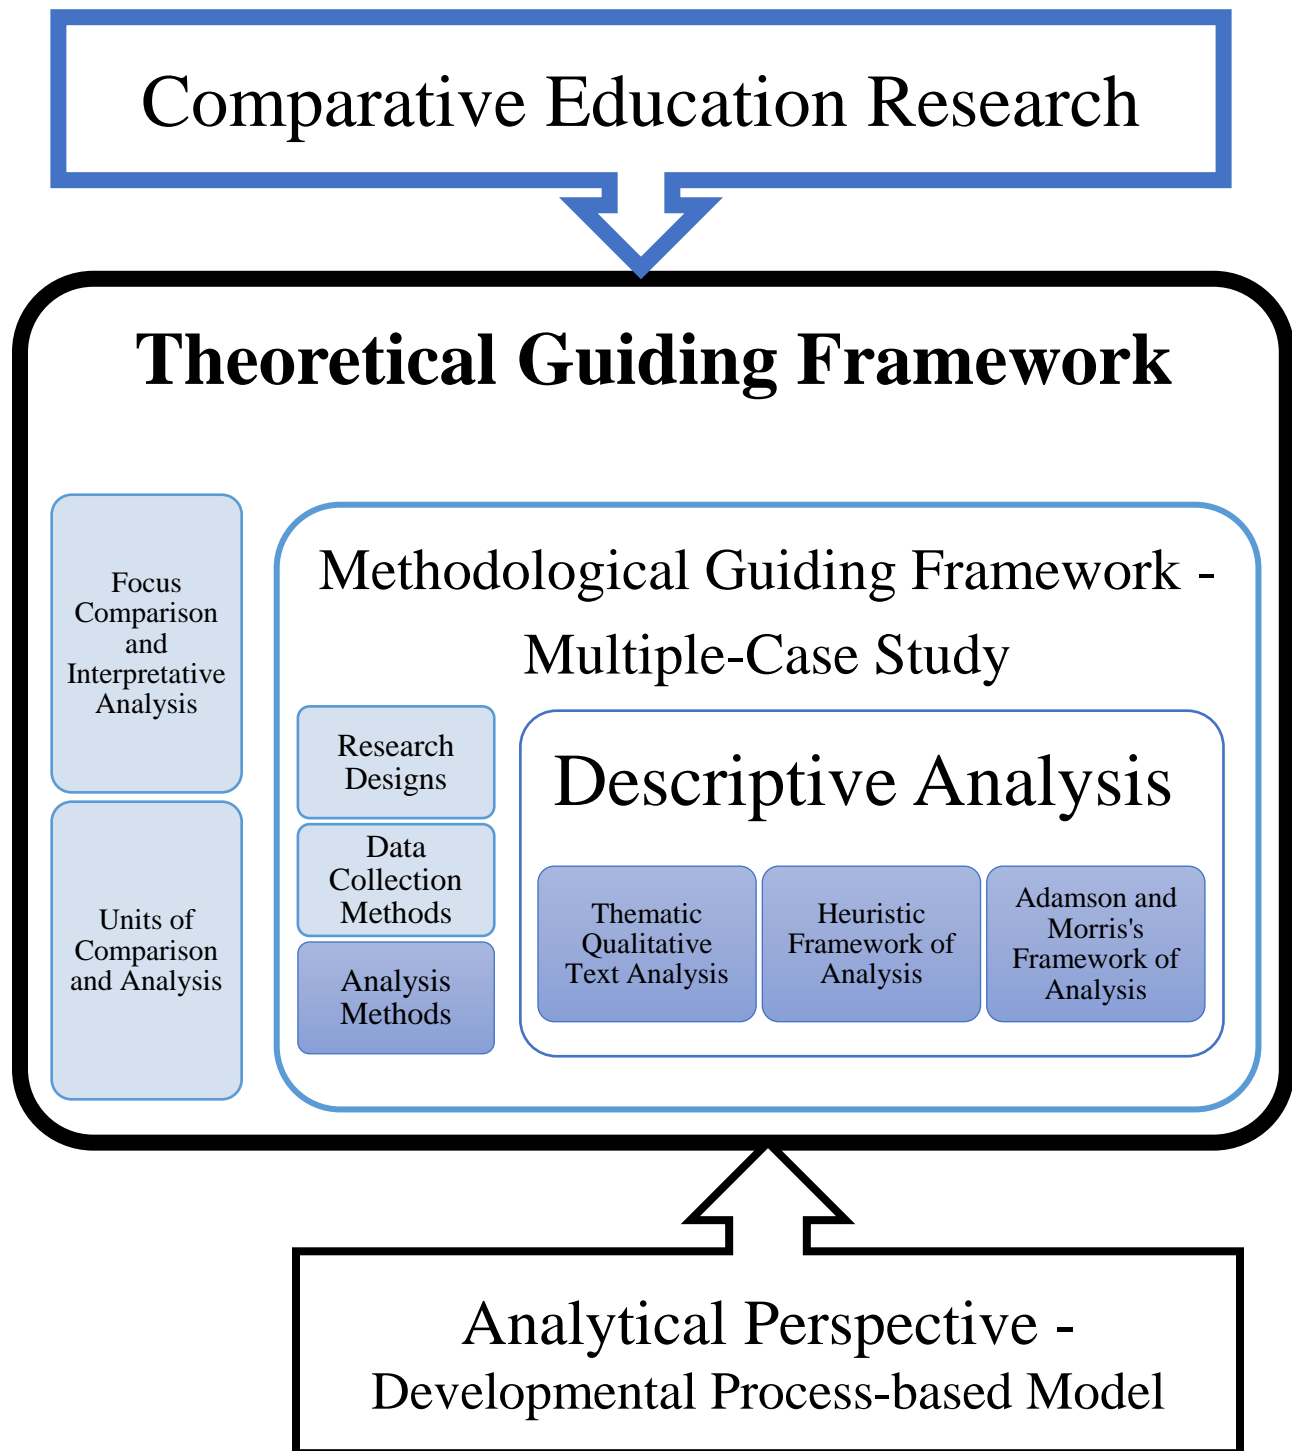 Comparative Education Research
Theoretical Guiding Framework
Focus
Comparison
and
Interpretative
Analysis
Units of
Comparison
and Analysis
Methodological Guiding Framework -
Multiple-Case Study
Research
Designs
Data
Collection
Methods
Analysis
Methods
Descriptive Analysis
Thematic
Qualitative
Text Analysis
Heuristic
Framework of
Analysis
Adamson and
Morris's
Framework of
Analysis
Analytical Perspective -
Developmental Process-based Model